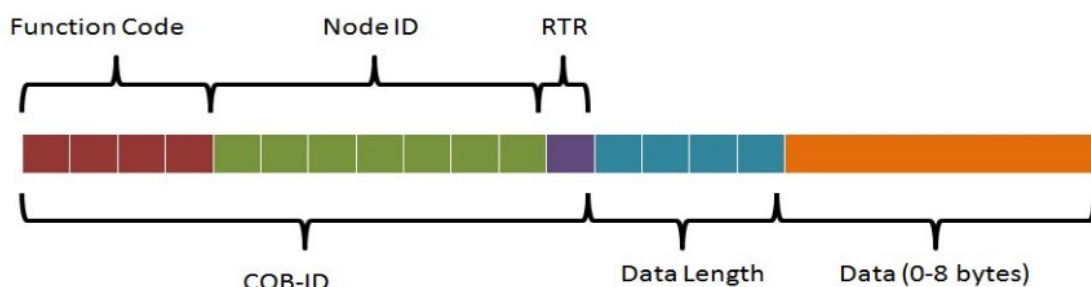 Function Code Node ID RTR
COB-ID Data Length Data (0-8 bytes)